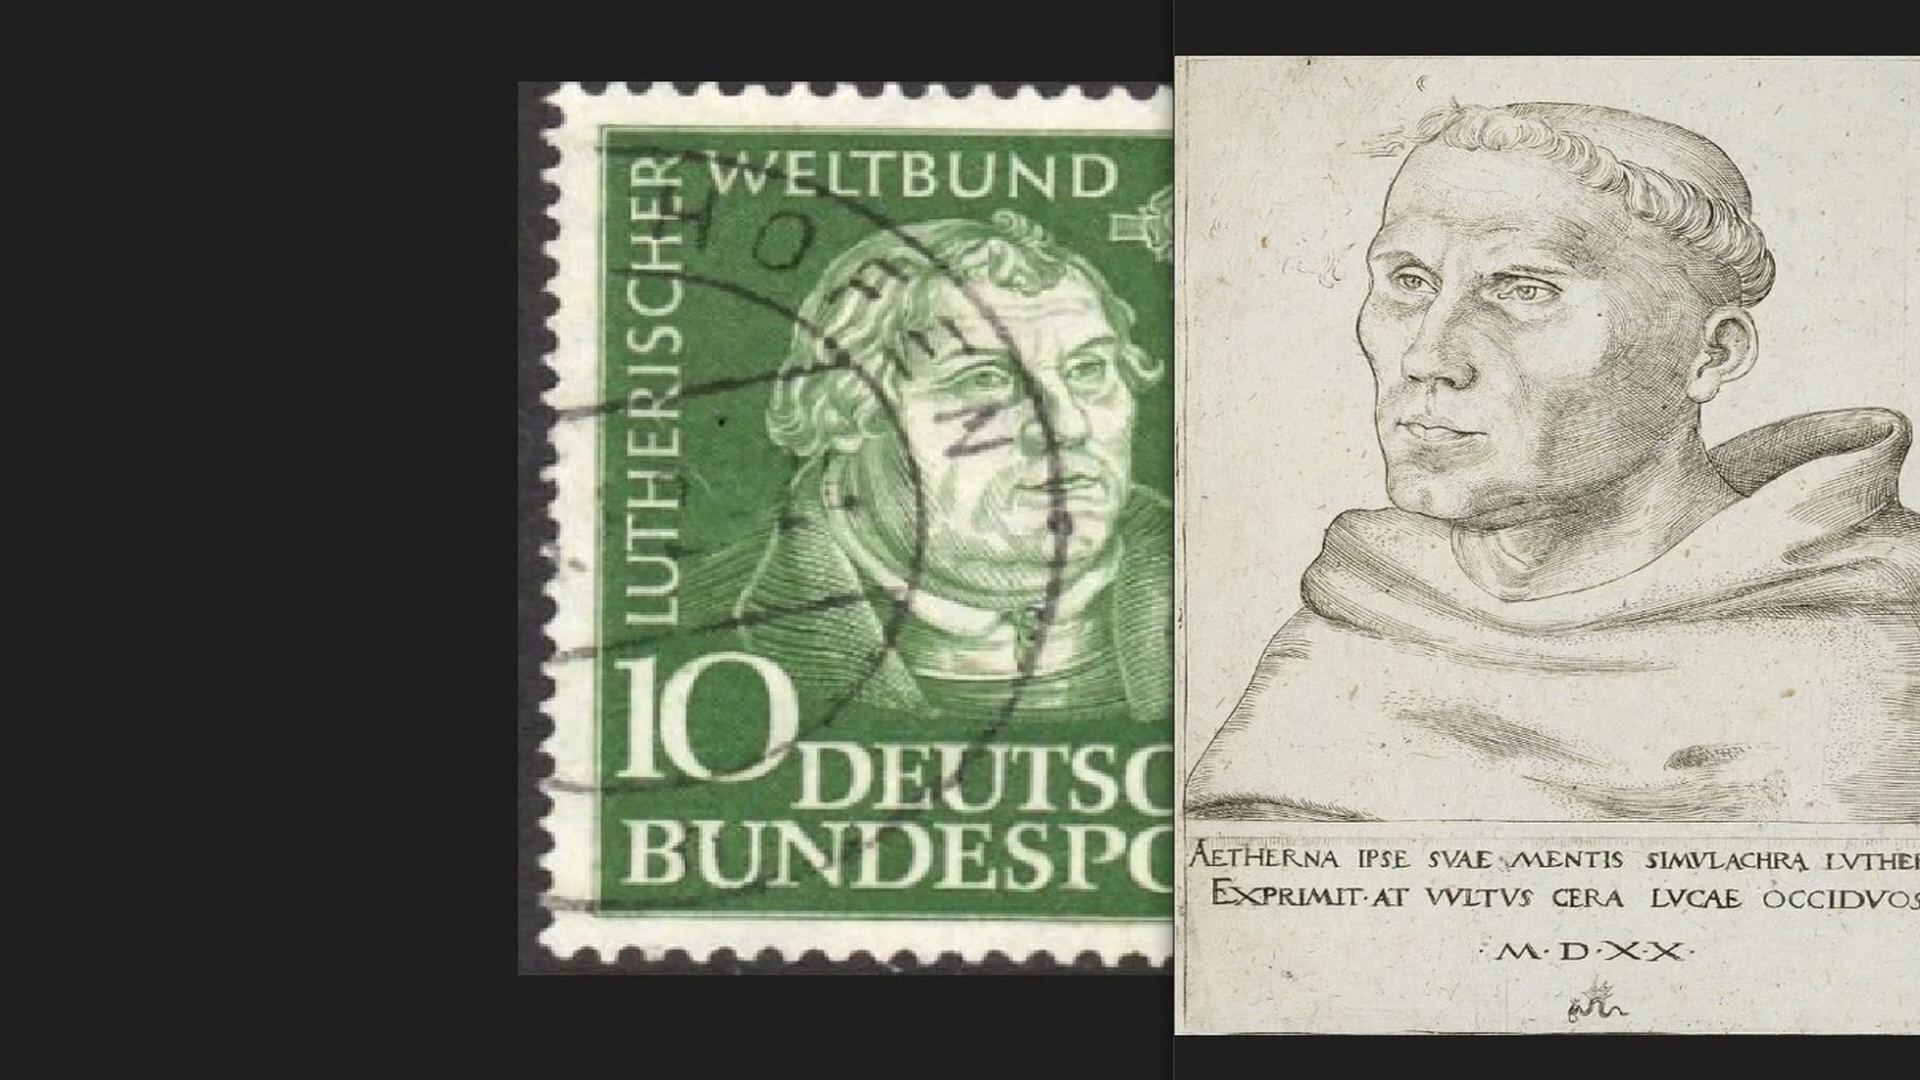 LUTHERISCHER
WELTBUND
10
DEUTSC
BUNDESPO
AETHERNA IPSE SVAE MENTIS SIMVLACHRA LVTHER
EXPRIMIT·AT VVLTVS CERA LVCAE OCCIDVOS
·M·D·X·X·